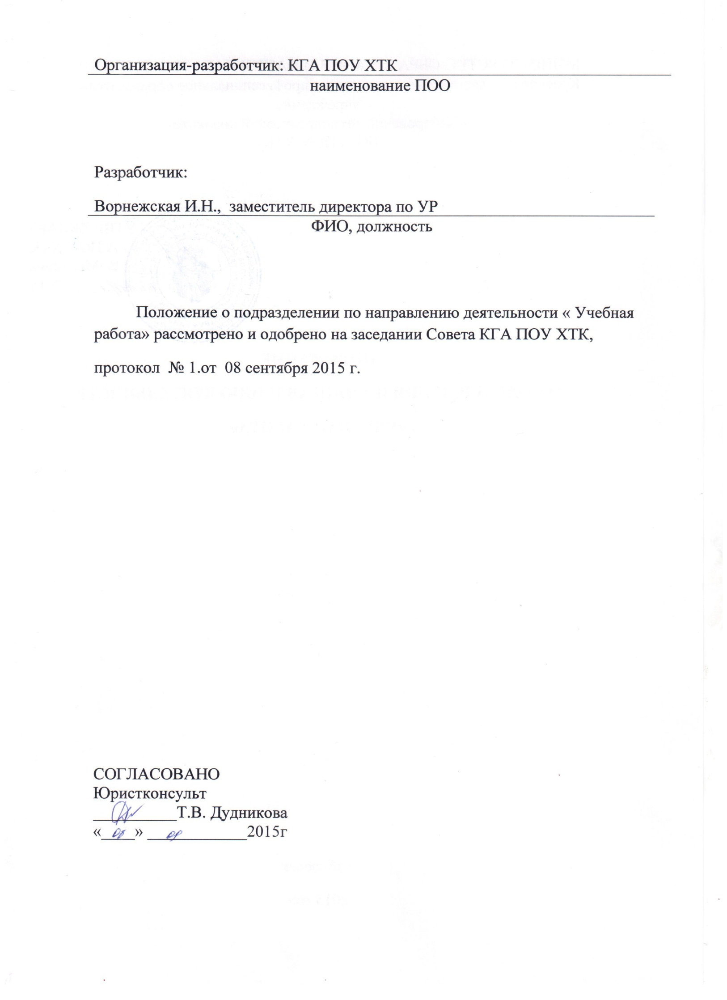 Организация-разработчик: КГА ПОУ ХТК
наименование ПОО
Разработчик:
Ворнежская И.Н., заместитель директора по УР
ФИО, должность
Положение о подразделении по направлению деятельности « Учебная
работа» рассмотрено и одобрено на заседании Совета КГА ПОУ ХТК,
протокол № 1.от 08 сентября 2015 г.
СОГЛАСОВАНО
Юристконсульт
__________Т.В. Дудникова
«08» 09 2015г